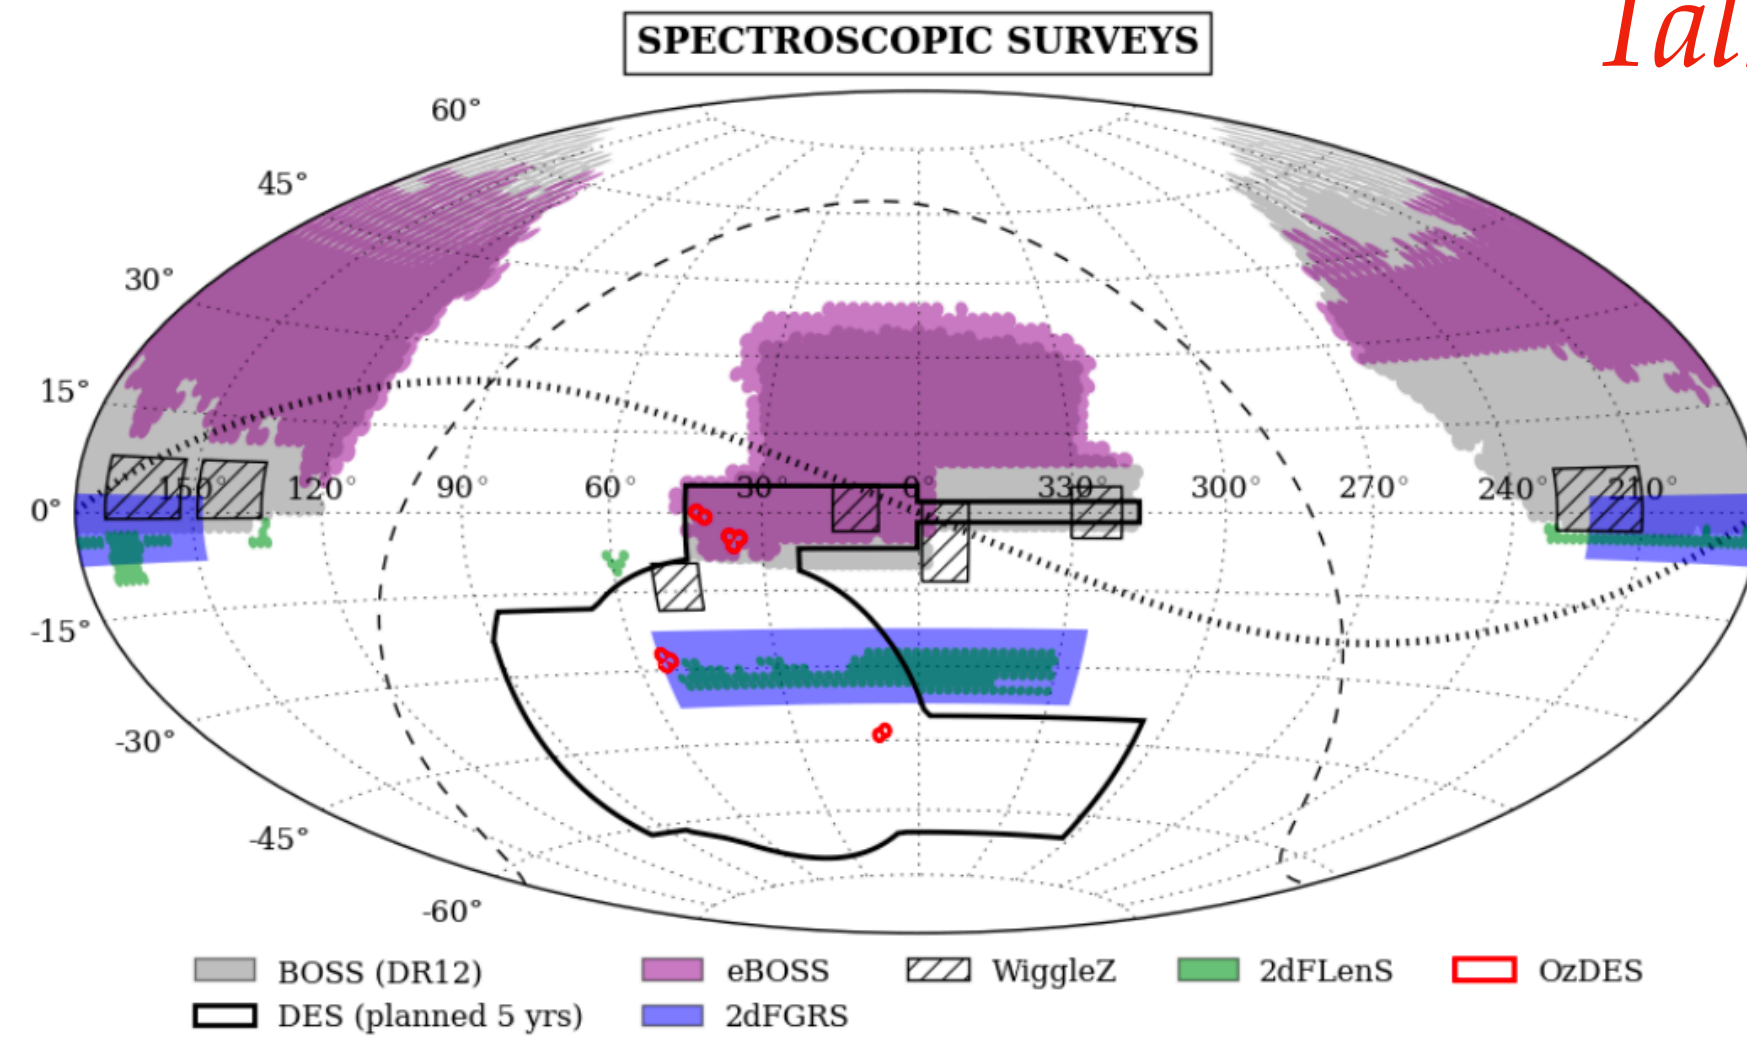 SPECTROSCOPIC SURVEYS
60°
45°
30°
15°
0°
-15°
-30°
-45°
-60°
150° 120° 90° 60° 30° 0° 330° 300° 270° 240° 210°
BOSS (DR12) eBOSS WiggleZ 2dFLenS OzDES
DES (planned 5 yrs) 2dFGRS